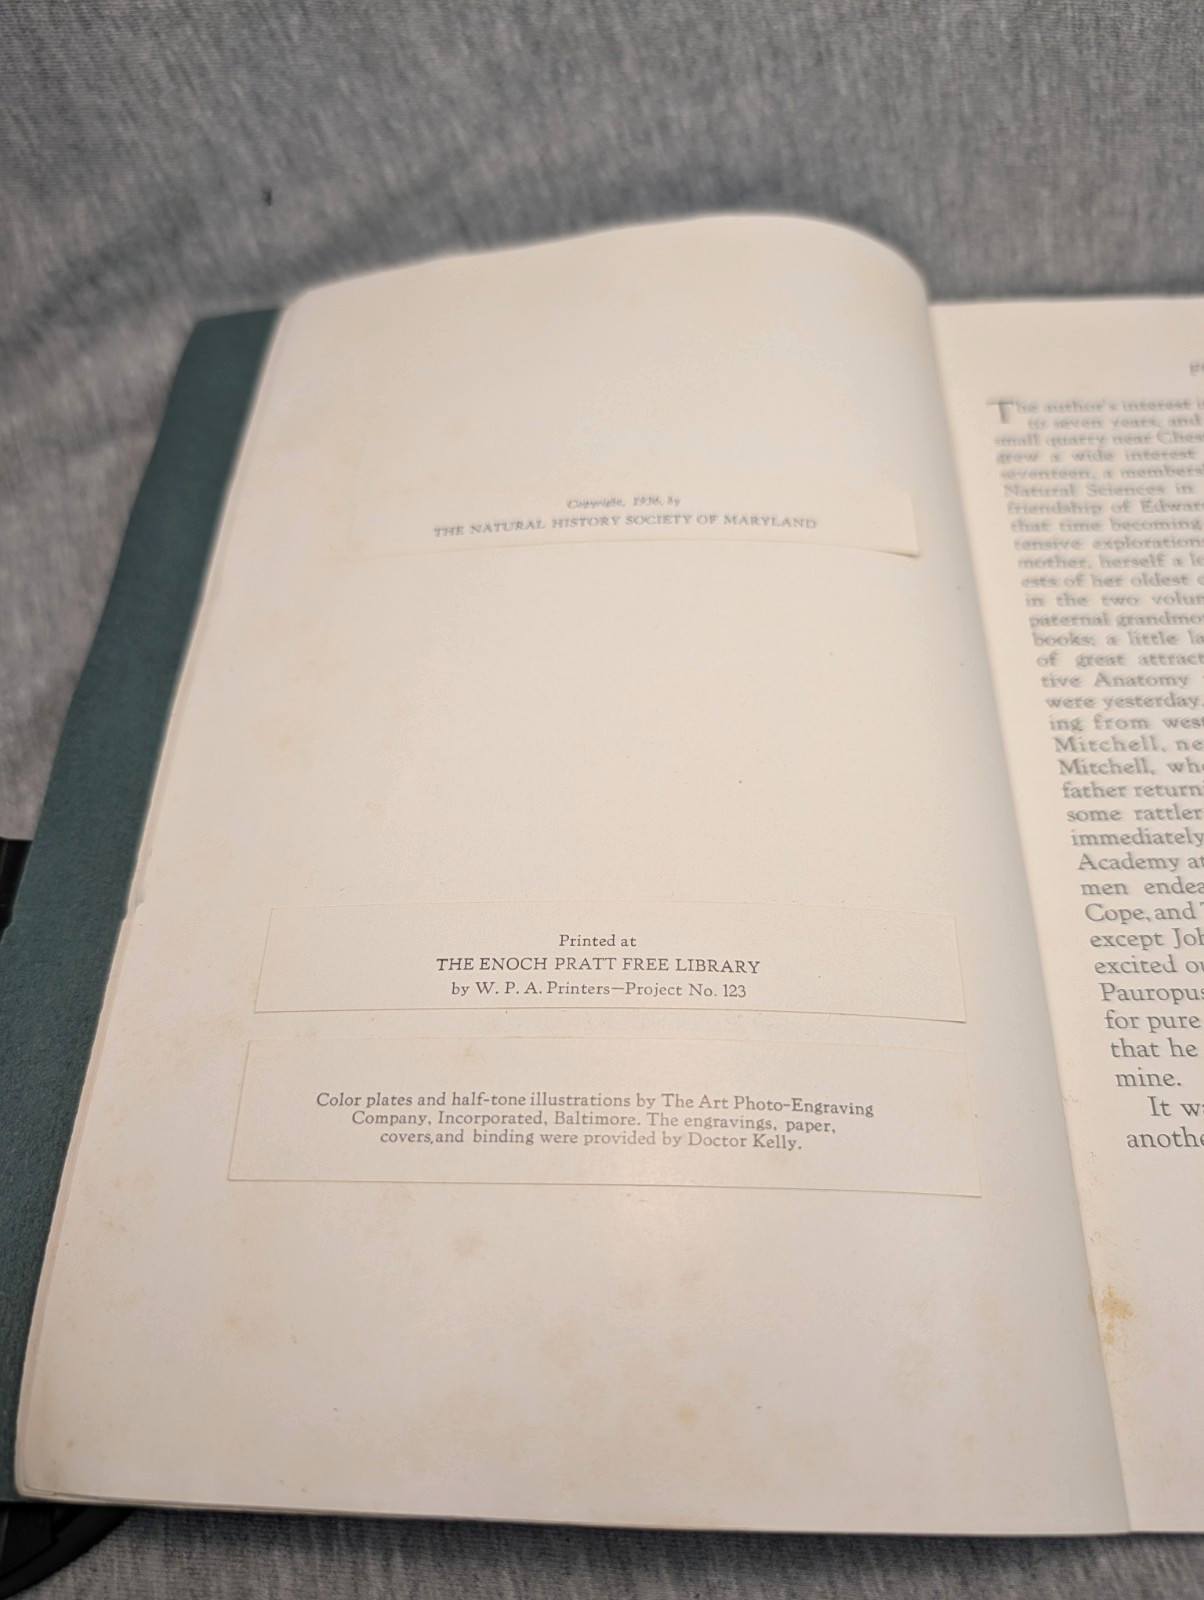 Copyright, 1936, by
THE NATURAL HISTORY SOCIETY OF MARYLAND
Printed at
THE ENOCH PRATT FREE LIBRARY
by W. P. A. Printers—Project No. 123
Color plates and half-tone illustrations by The Art Photo-Engraving
Company, Incorporated, Baltimore. The engravings, paper,
covers, and binding were provided by Doctor Kelly.
The author's interest
to seven years, and
small quarry near
grew a wide interest
seventeen, a
Natural Sciences in
friendship of
that time becoming
tensive
mother, herself a
ests of her oldest
in the two
paternal
books; a little
of great
tive Anatomy
were yesterday.
ing from
Mitchell,
Mitchell,
father
some
immediately
Academy
men
Cope, and
except
excited
for pure
that he
mine.
It